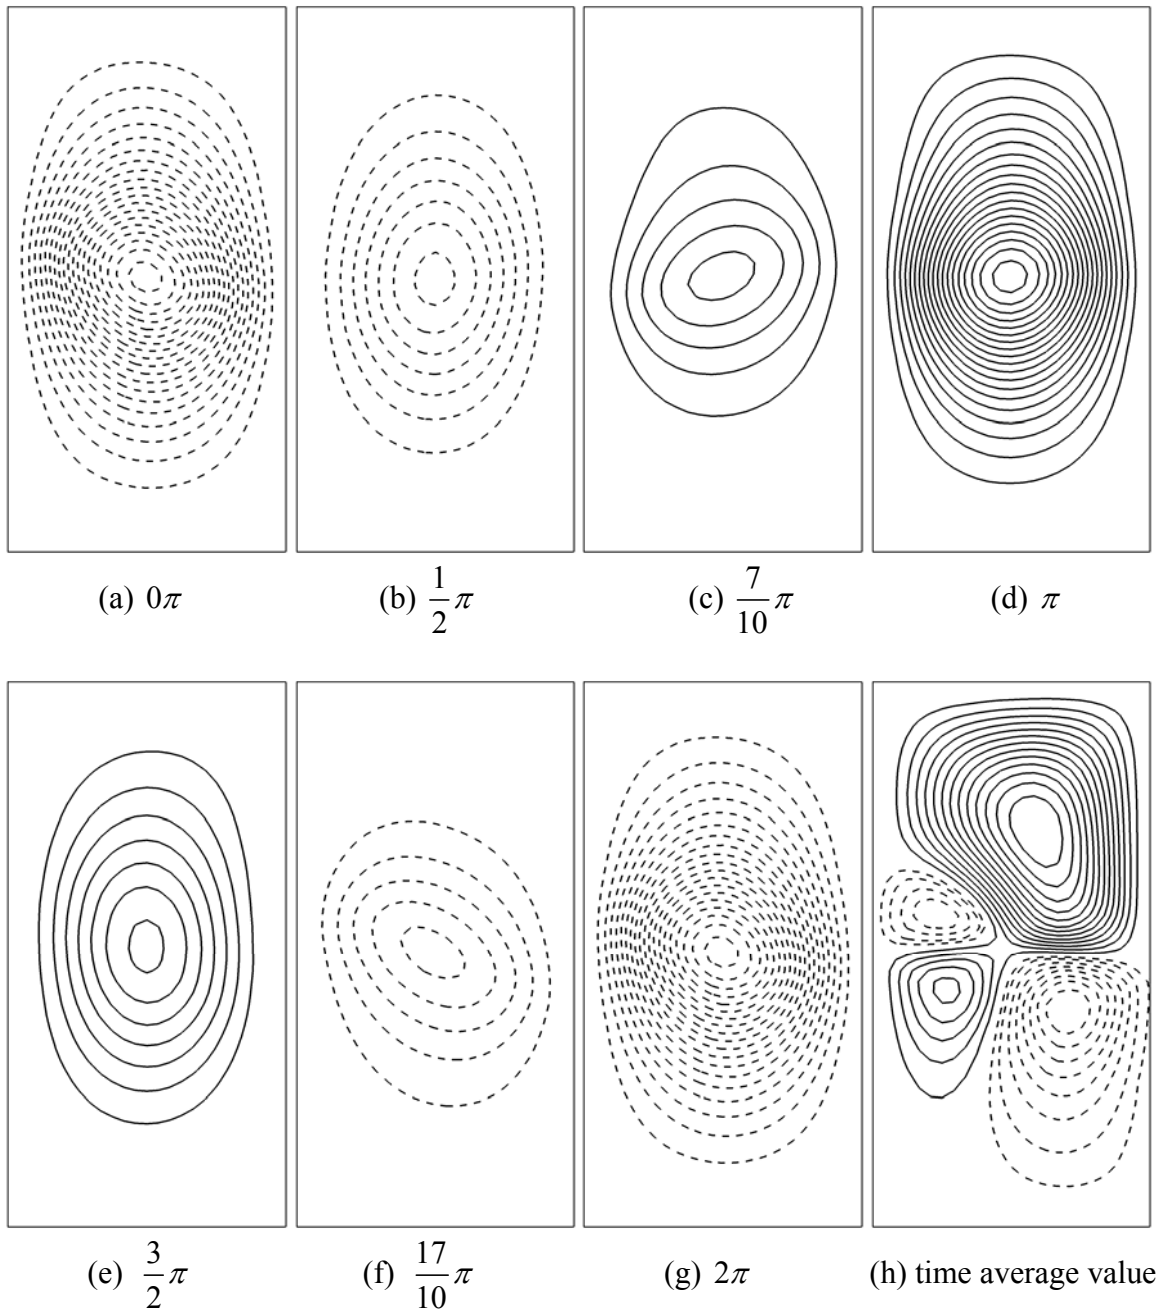 (a) 0π
(b) 1/2 π
(c) 7/10 π
(d) π
(e) 3/2 π
(f) 17/10 π
(g) 2π
(h) time average value